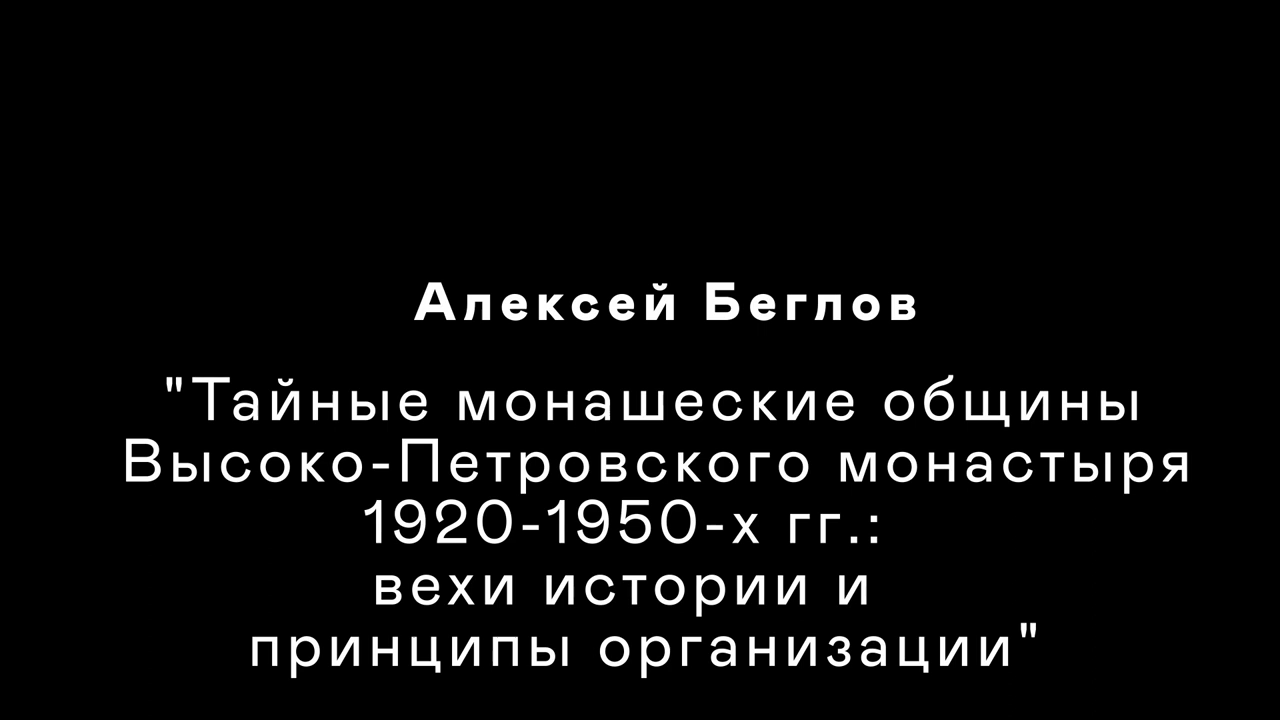 Алексей Беглов
"Тайные монашеские общины
Высоко-Петровского монастыря
1920-1950-х гг.:
вехи истории и
принципы организации"